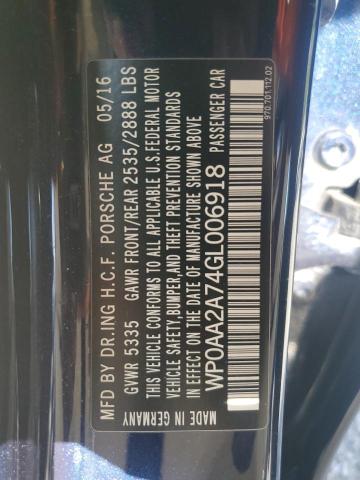 MFD BY DR.ING H.C.F. PORSCHE AG 05/16
GVWR 5335 GAWR FRONT/REAR 2535/2888 LBS
THIS VEHICLE CONFORMS TO ALL APPLICABLE U.S.FEDERAL MOTOR
VEHICLE SAFETY,BUMPER,AND THEFT PREVENTION STANDARDS
IN EFFECT ON THE DATE OF MANUFACTURE SHOWN ABOVE.
WP0AA2A74GL006918 PASSENGER CAR
MADE IN GERMANY
970.701.112.02